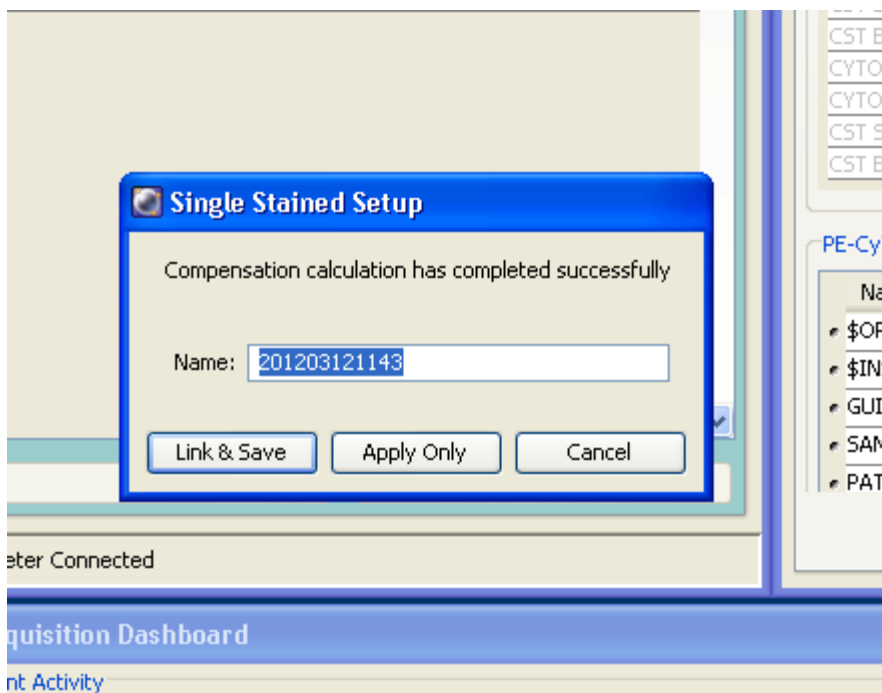 CST
CYTO
CYTO
CST
CST
Single Stained Setup
Compensation calculation has completed successfully
Name: 201203121143
Link & Save Apply Only Cancel
PE-Cy
Na
$OP
$IN
GUI
SAM
PAT
eter Connected
quisition Dashboard
nt Activity